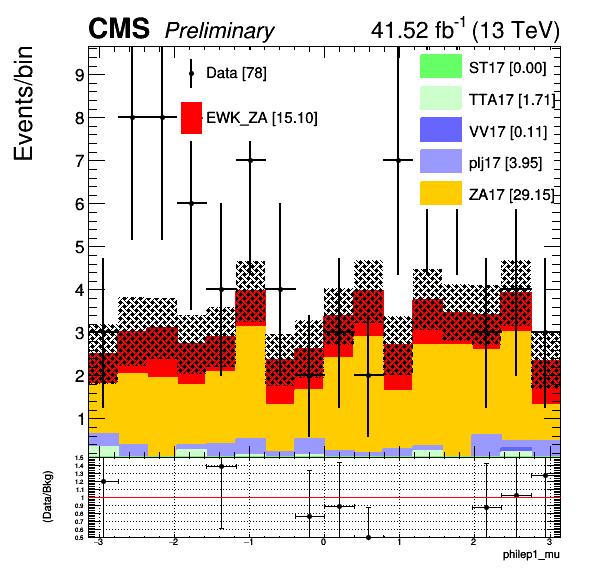 CMS Preliminary 41.52 fb-1 (13 TeV)
Events/bin
9
8
7
6
5
4
3
2
1
Data [78]
EWK_ZA [15.10]
ST17 [0.00]
TTA17 [1.71]
VV17 [0.11]
plj17 [3.95]
ZA17 [29.15]
(Data/Bkg)
1.5
1.4
1.3
1.2
1.1
1
0.9
0.8
0.7
0.6
0.5
−3 −2 −1 0 1 2 3
philep1_mu